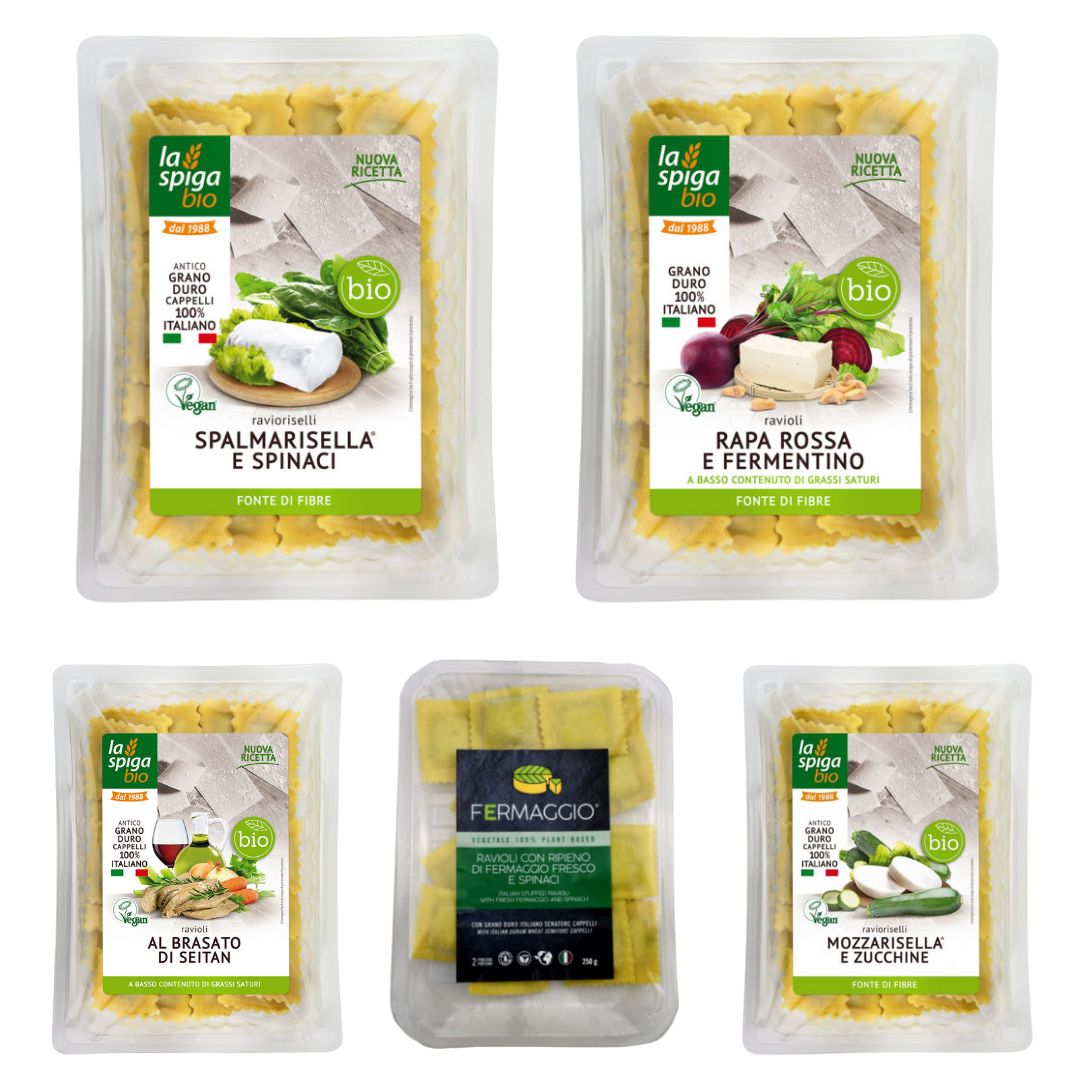 la
spiga
bio
dal 1988
NUOVA
RICETTA
ANTICO
GRANO
DURO
CAPPELLI
100%
ITALIANO
bio
Vegan
ravioriselli
SPALMARISELLA®
E SPINACI
FONTE DI FIBRE
la
spiga
bio
dal 1988
NUOVA
RICETTA
GRANO
DURO
100%
ITALIANO
bio
Vegan
ravioli
RAPA ROSSA
E FERMENTINO
A BASSO CONTENUTO DI GRASSI SATURI
FONTE DI FIBRE
la
spiga
bio
dal 1988
NUOVA
RICETTA
ANTICO
GRANO
DURO
CAPPELLI
100%
ITALIANO
bio
Vegan
ravioli
AL BRASATO
DI SEITAN
A BASSO CONTENUTO DI GRASSI SATURI
FERMAGGIO®
VEGETALE 100% PLANT BASED
RAVIOLI CON RIPIENO
DI FERMAGGIO FRESCO
E SPINACI
ITALIAN STUFFED RAVIOLI
WITH FRESH FERMAGGIO AND SPINACH
CON GRANO DURO ITALIANO SENATORE CAPPELLI
WITH ITALIAN DURUM WHEAT SENATORE CAPPELLI
2 PORZIONI
PORTIONS
250 g
la
spiga
bio
dal 1988
NUOVA
RICETTA
ANTICO
GRANO
DURO
CAPPELLI
100%
ITALIANO
bio
Vegan
ravioriselli
MOZZARISELLA®
E ZUCCHINE
FONTE DI FIBRE